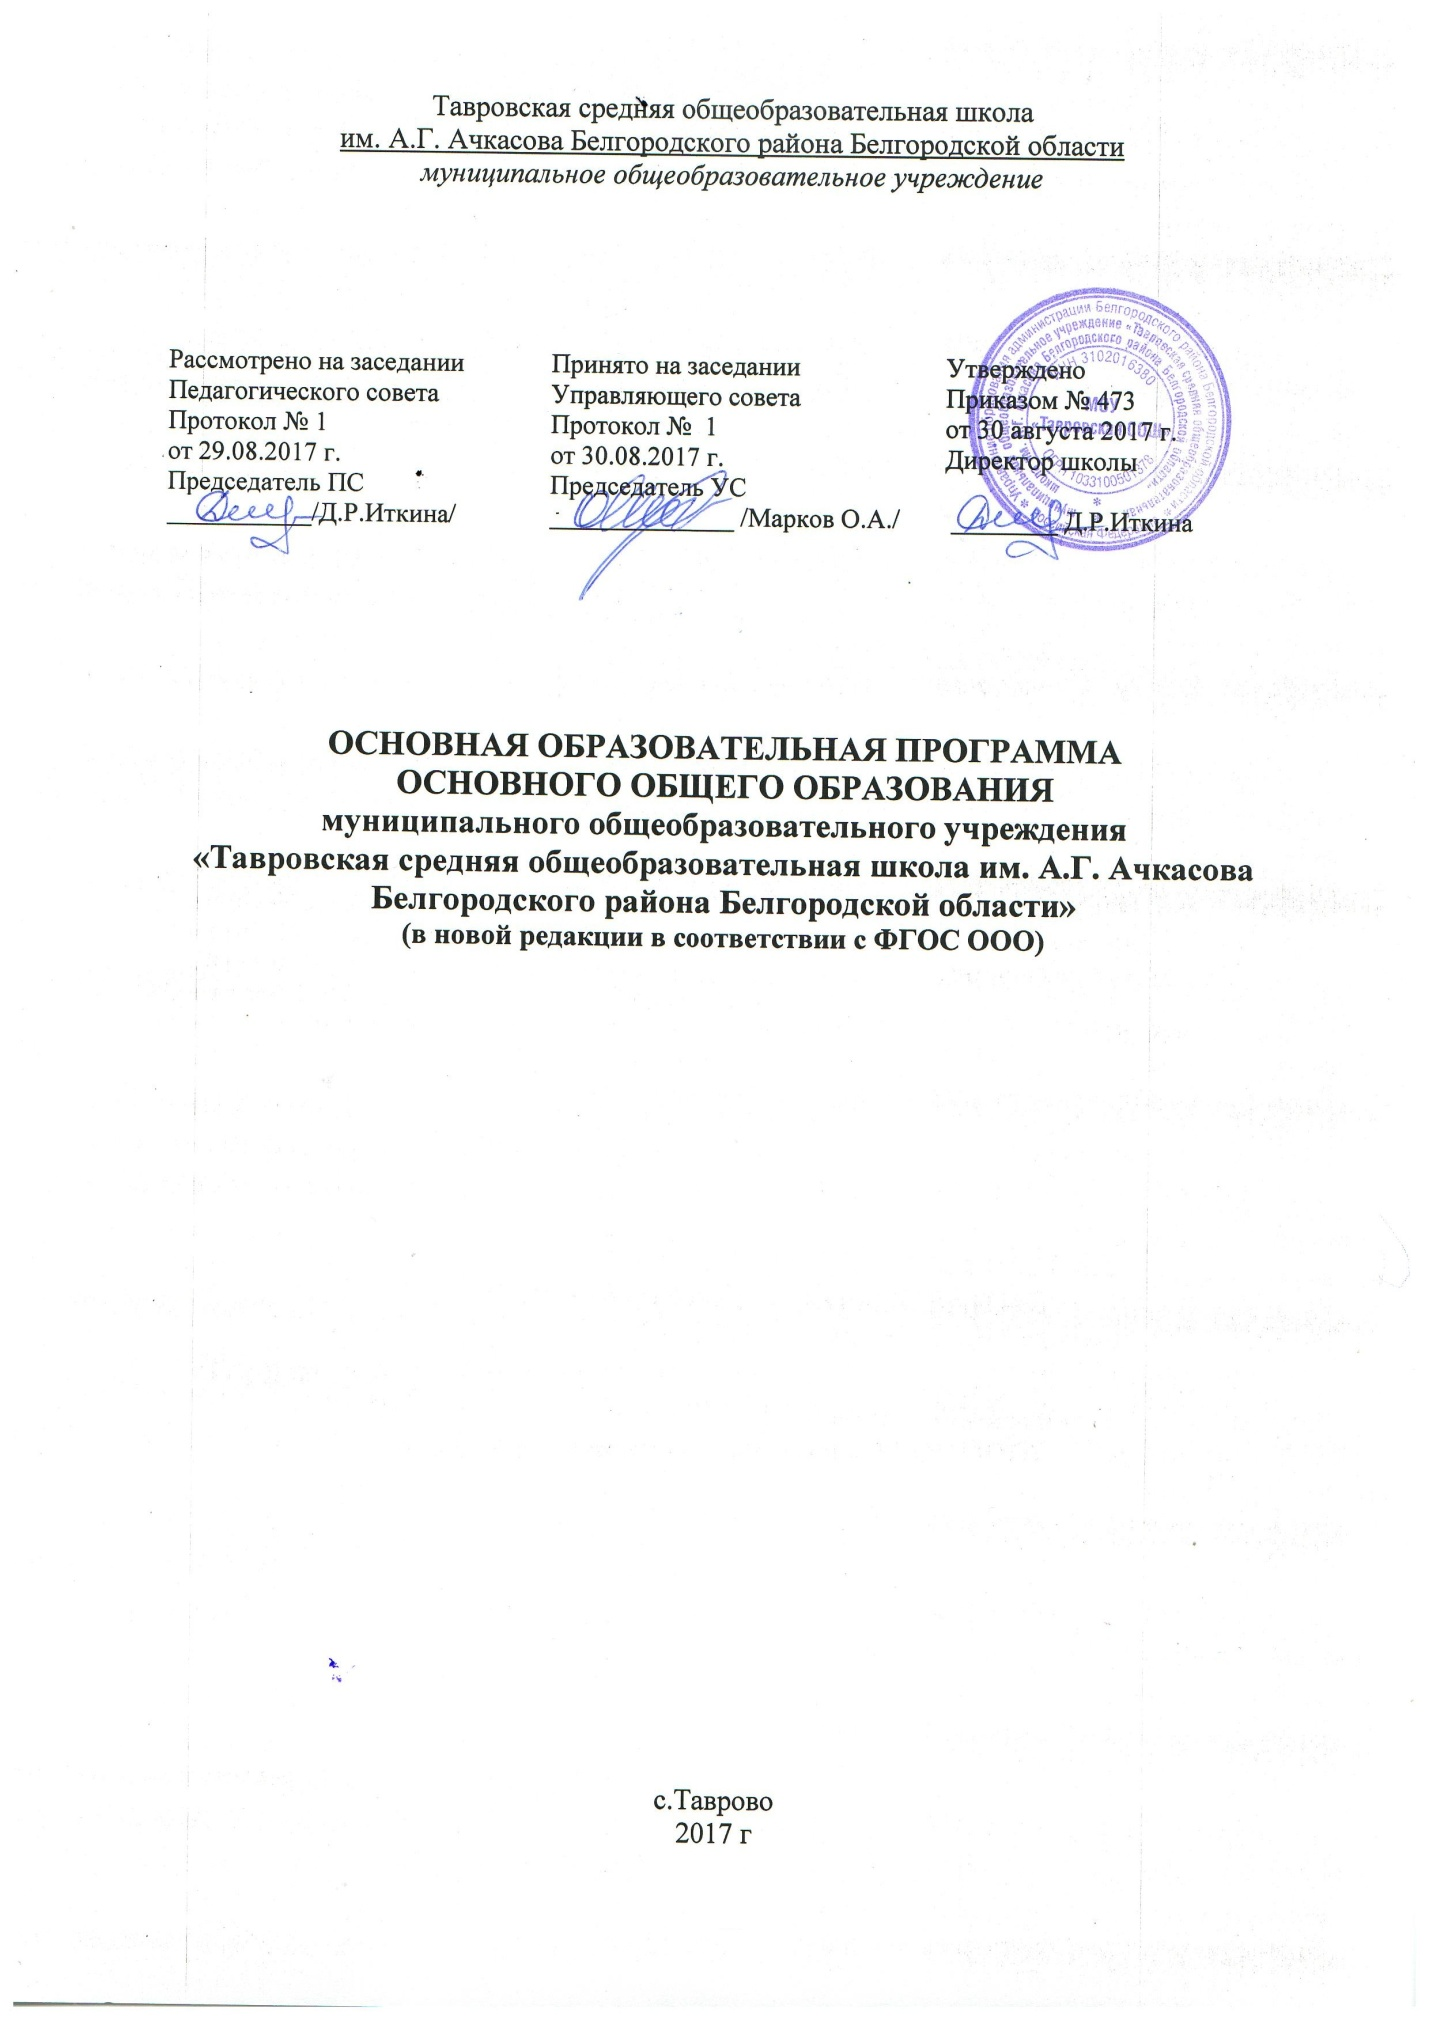 Тавровская средняя общеобразовательная школа
им. А.Г. Ачкасова Белгородского района Белгородской области
муниципальное общеобразовательное учреждение
Рассмотрено на заседании
Педагогического совета
Протокол № 1
от 29.08.2017 г.
Председатель ПС
/Д.Р.Иткина/
Принято на заседании
Управляющего совета
Протокол № 1
от 30.08.2017 г.
Председатель УС
/Марков О.А./
Утверждено
Приказом № 473
от 30 августа 2017 г.
Директор школы
Д.Р.Иткина
МОУ
«Тавровская СОШ
3102016380
ОСНОВНАЯ ОБРАЗОВАТЕЛЬНАЯ ПРОГРАММА
ОСНОВНОГО ОБЩЕГО ОБРАЗОВАНИЯ
муниципального общеобразовательного учреждения
«Тавровская средняя общеобразовательная школа им. А.Г. Ачкасова
Белгородского района Белгородской области»
(в новой редакции в соответствии с ФГОС ООО)
с.Таврово
2017 г